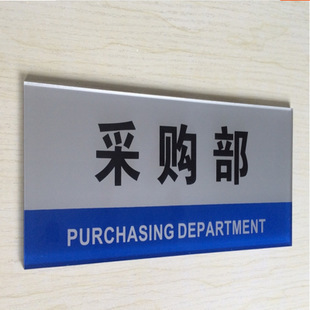 采购部
PURCHASING DEPARTMENT